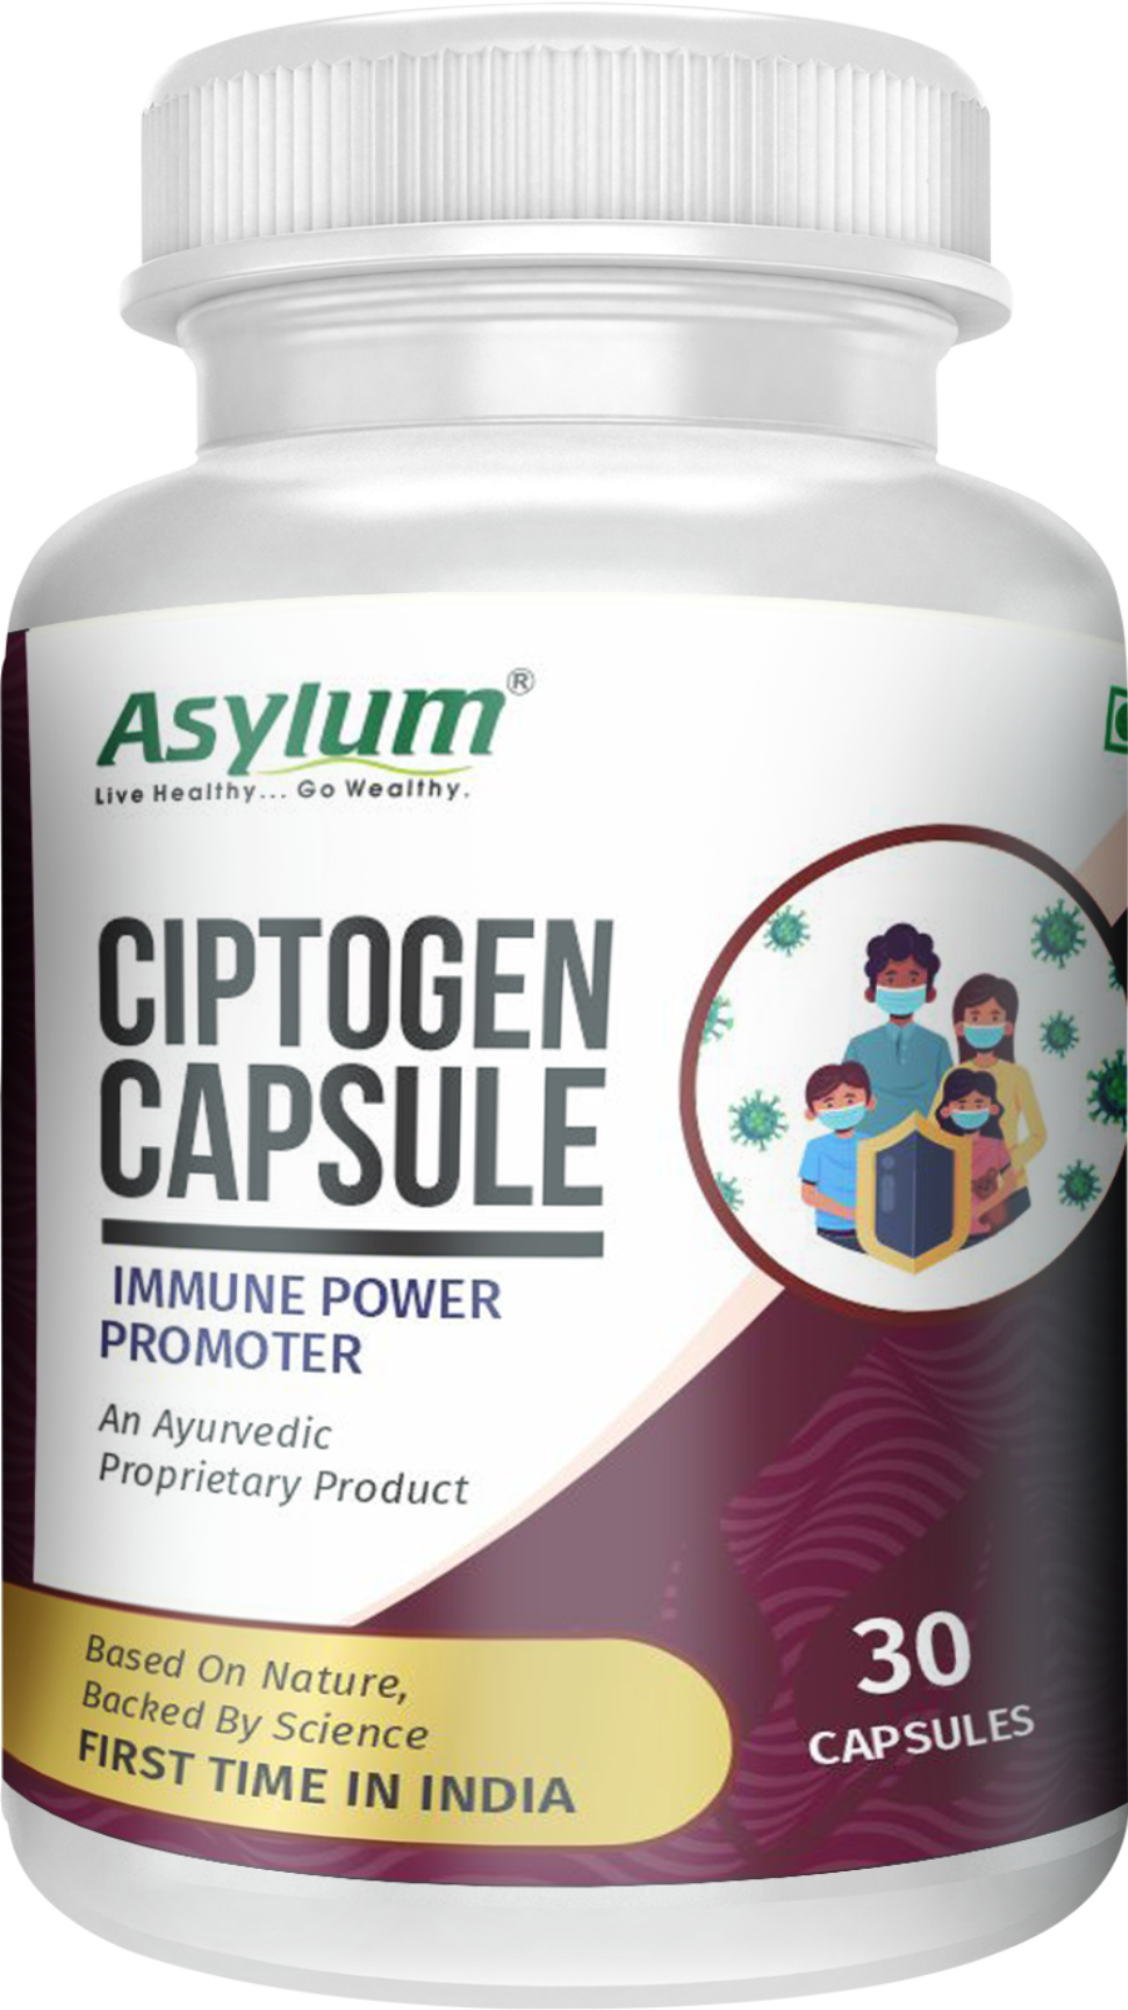 Asylum®
Live Healthy... Go Wealthy.
CIPTOGEN
CAPSULE
IMMUNE POWER
PROMOTER
An Ayurvedic
Proprietary Product
Based On Nature,
Backed By Science
FIRST TIME IN INDIA
30
CAPSULES